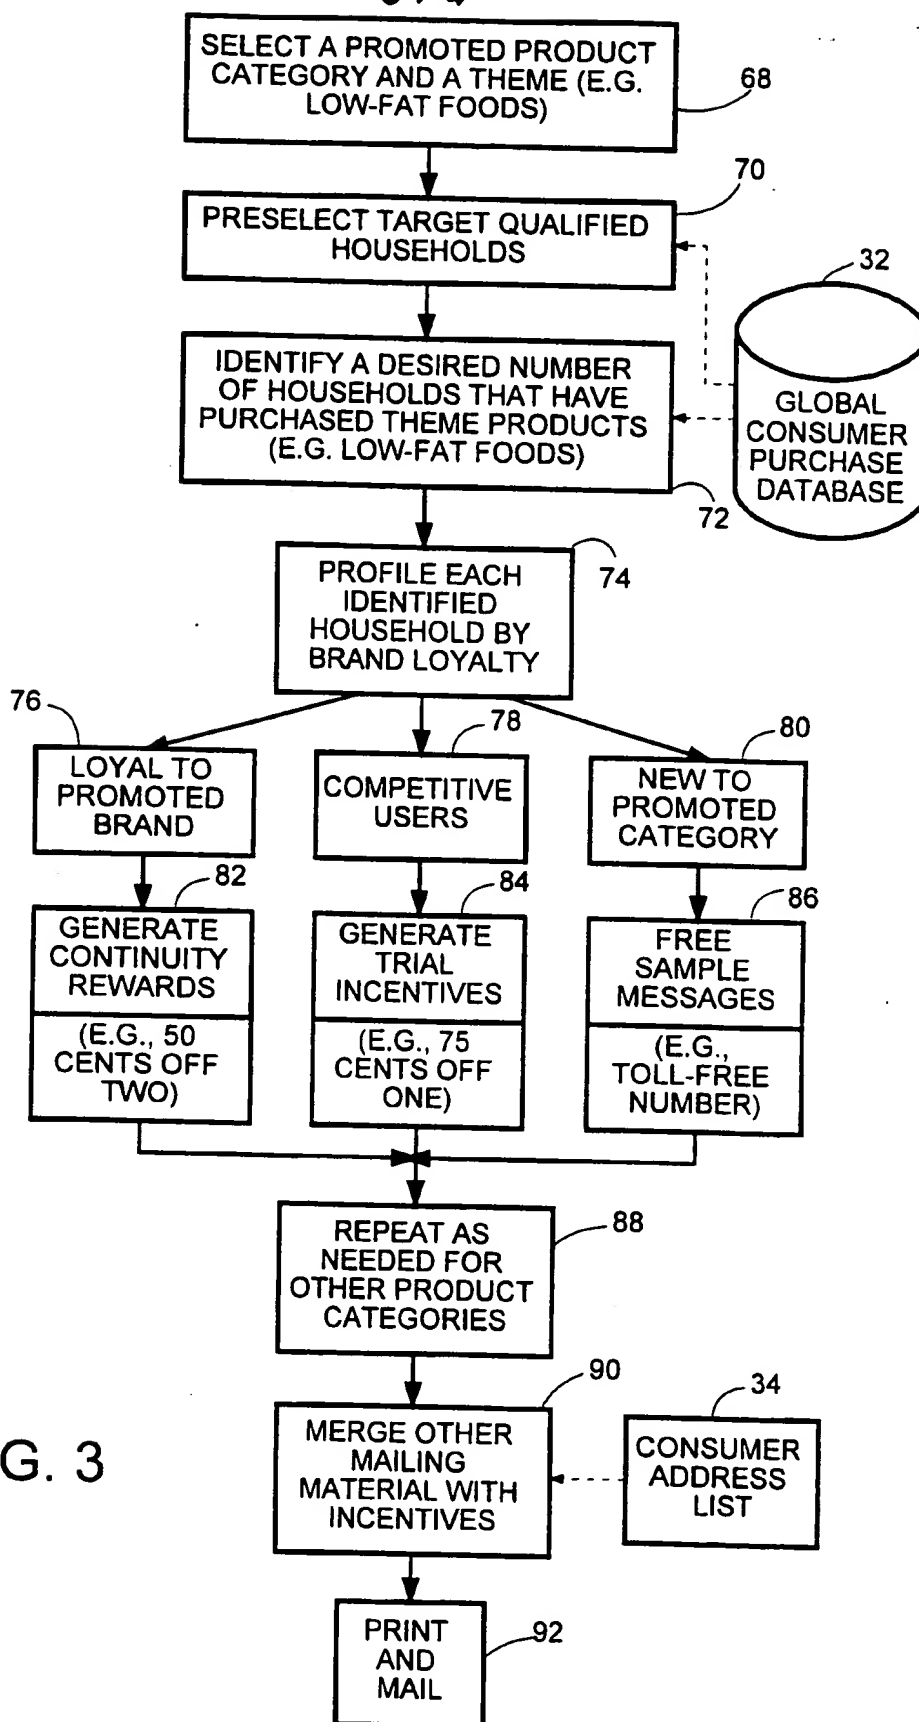 SELECT A PROMOTED PRODUCT
CATEGORY AND A THEME (E.G.
LOW-FAT FOODS)
68
70
PRESELECT TARGET QUALIFIED
HOUSEHOLDS
32
IDENTIFY A DESIRED NUMBER
OF HOUSEHOLDS THAT HAVE
PURCHASED THEME PRODUCTS
(E.G. LOW-FAT FOODS)
72
GLOBAL
CONSUMER
PURCHASE
DATABASE
74
PROFILE EACH
IDENTIFIED
HOUSEHOLD BY
BRAND LOYALTY
76
LOYAL TO
PROMOTED
BRAND
78
COMPETITIVE
USERS
80
NEW TO
PROMOTED
CATEGORY
82
GENERATE
CONTINUITY
REWARDS
(E.G., 50
CENTS OFF
TWO)
84
GENERATE
TRIAL
INCENTIVES
(E.G., 75
CENTS OFF
ONE)
86
FREE
SAMPLE
MESSAGES
(E.G.,
TOLL-FREE
NUMBER)
88
REPEAT AS
NEEDED FOR
OTHER PRODUCT
CATEGORIES
90
MERGE OTHER
MAILING
MATERIAL WITH
INCENTIVES
34
CONSUMER
ADDRESS
LIST
G. 3
PRINT
AND
MAIL
92